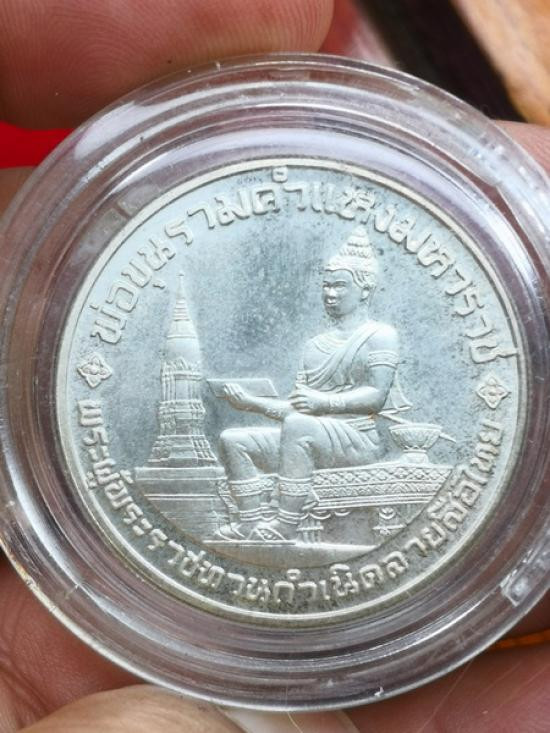 พ่อขุนรามคำแหงมหาราช
พระผู้พระราชทานกำเนิดลายสือไทย